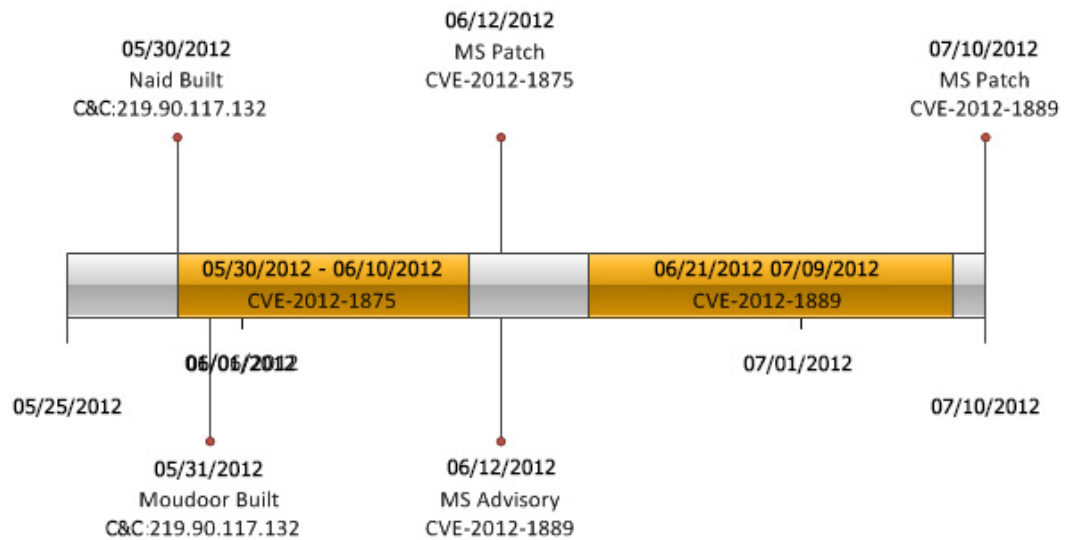 05/30/2012
Naid Built
C&C:219.90.117.132
06/12/2012
MS Patch
CVE-2012-1875
07/10/2012
MS Patch
CVE-2012-1889
05/30/2012 - 06/10/2012
CVE-2012-1875
06/21/2012 07/09/2012
CVE-2012-1889
06/01/2012
07/01/2012
05/25/2012
07/10/2012
05/31/2012
Moudoor Built
C&C:219.90.117.132
06/12/2012
MS Advisory
CVE-2012-1889